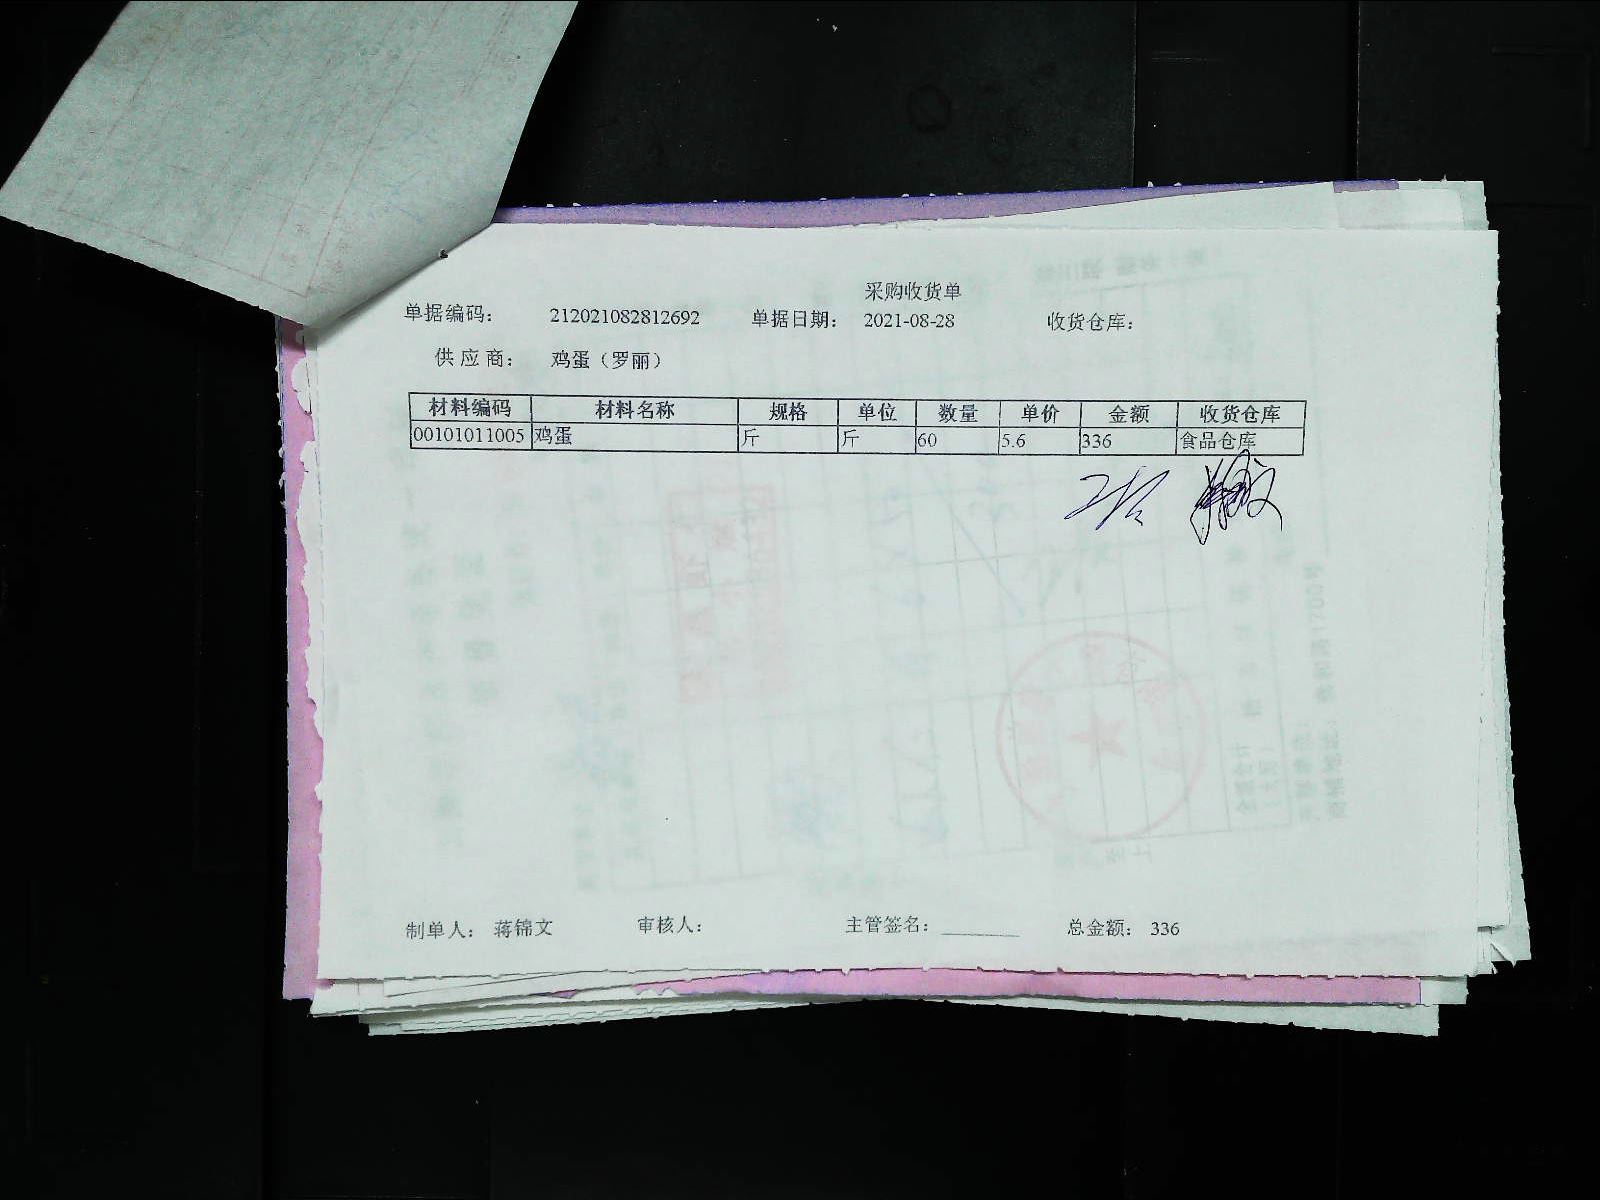 采购收货单
单据编码： 212021082812692 单据日期： 2021-08-28 收货仓库：
供应商： 鸡蛋（罗丽）
材料编码 材料名称 规格 单位 数量 单价 金额 收货仓库
00101011005 鸡蛋 斤 斤 60 5.6 336 食品仓库
制单人： 蒋锦文 审核人： 主管签名： 总金额： 336